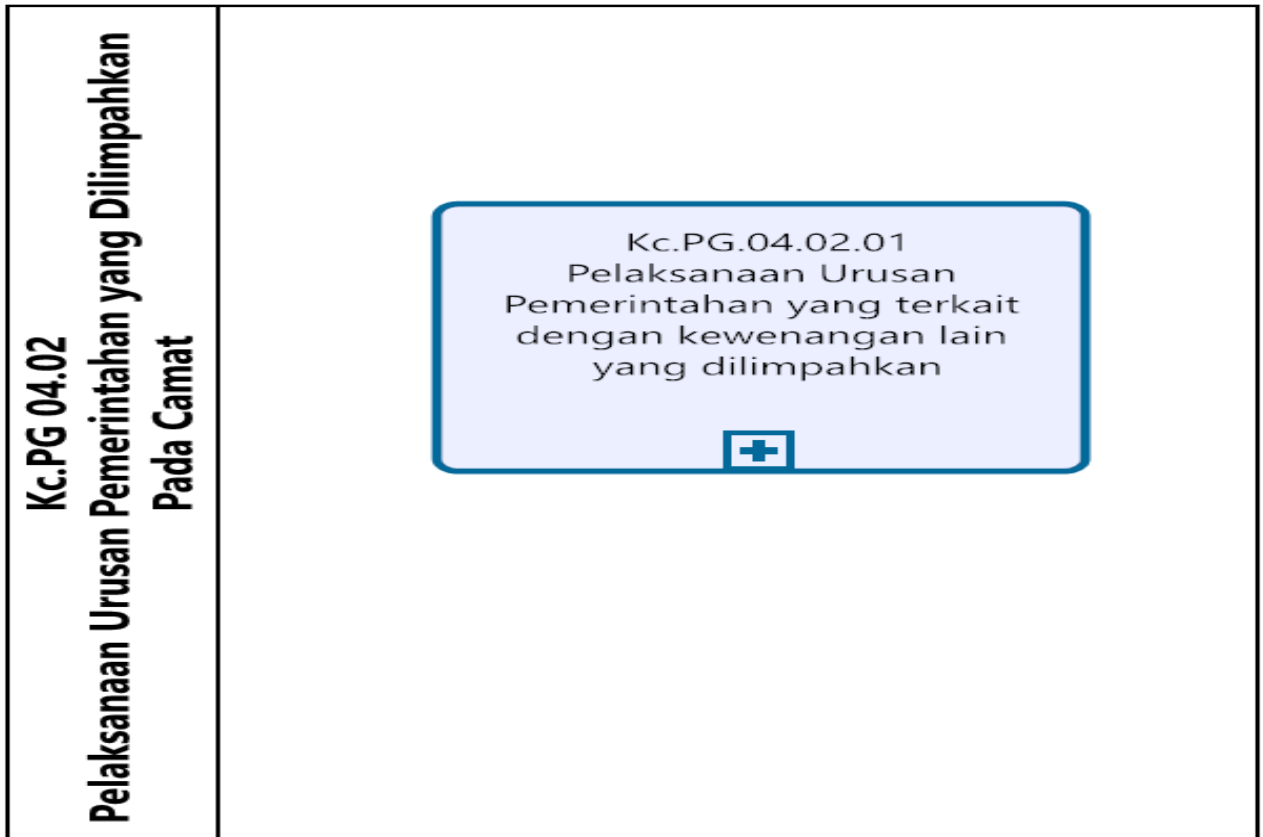 Kc.PG 04.02
Pelaksanaan Urusan Pemerintahan yang Dilimpahkan
Pada Camat
Kc.PG.04.02.01
Pelaksanaan Urusan
Pemerintahan yang terkait
dengan kewenangan lain
yang dilimpahkan